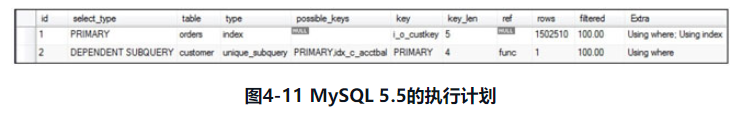 id select_type table type possible_keys key key_len ref rows filtered Extra
1 PRIMARY orders index NULL i_o_custkey 5 NULL 1502510 100.00 Using where; Using index
2 DEPENDENT SUBQUERY customer unique_subquery PRIMARY,idx_c_acctbal PRIMARY 4 func 1 100.00 Using where
图4-11 MySQL 5.5的执行计划